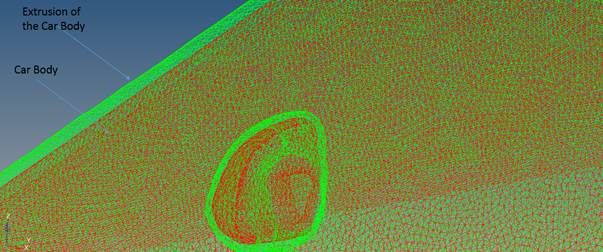 Extrusion of
the Car Body
Car Body
Z
Y
X